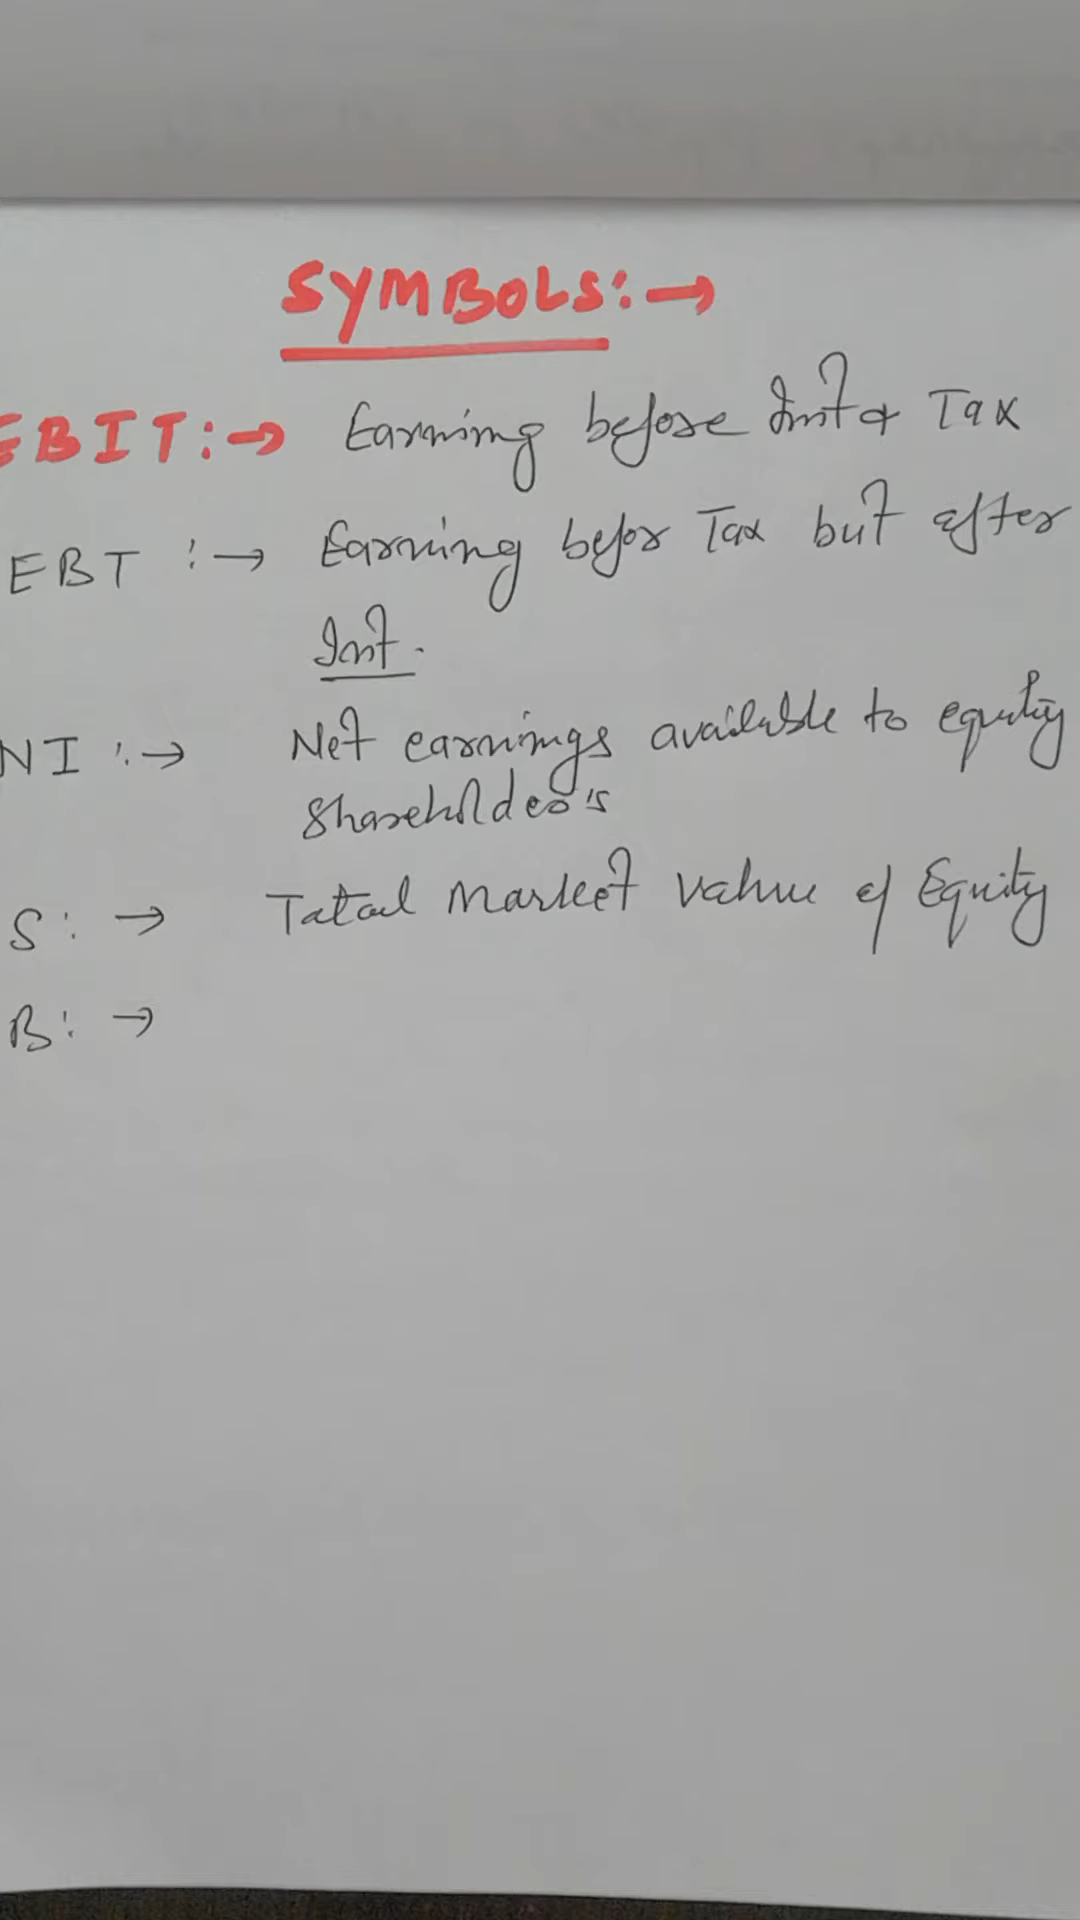 SYMBOLS:→
EBIT:→ Earning before Int & Tax
EBT :→ Earning befor Tax but after
Int.
NI :→ Net earnings available to equity
Shareholders's
S: → Tatal Market value of Equity
B: →